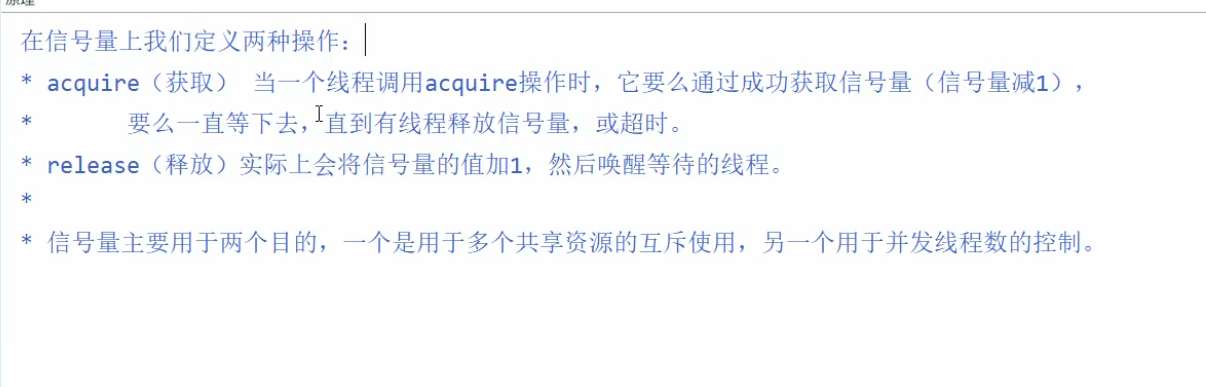 原理
在信号量上我们定义两种操作：
* acquire（获取） 当一个线程调用acquire操作时，它要么通过成功获取信号量（信号量减1），
* 要么一直等下去，直到有线程释放信号量，或超时。
* release（释放）实际上会将信号量的值加1，然后唤醒等待的线程。
*
* 信号量主要用于两个目的，一个是用于多个共享资源的互斥使用，另一个用于并发线程数的控制。